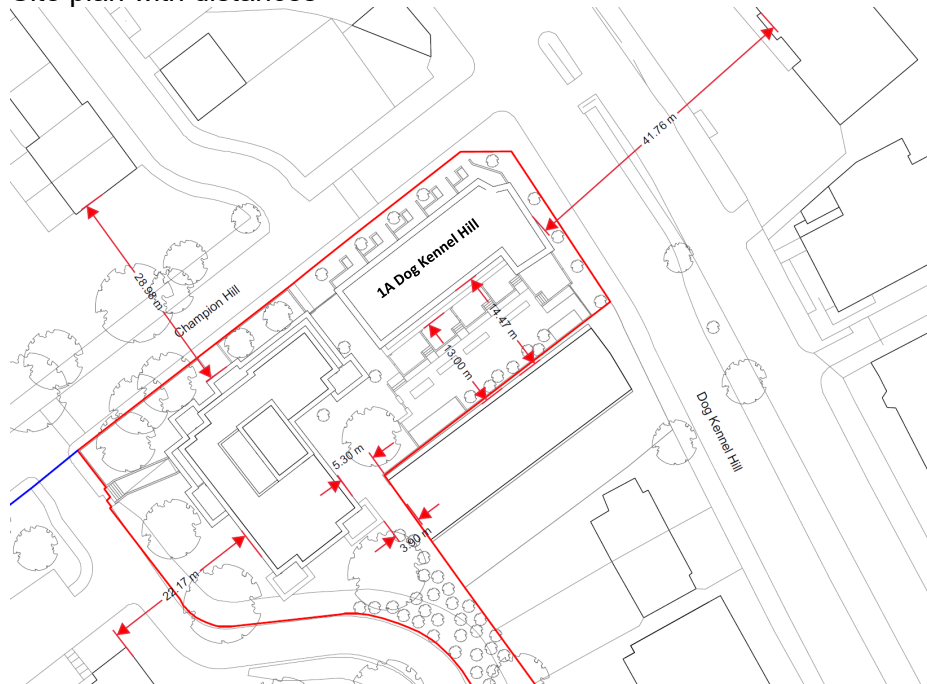 Site plan with distances
41.76 m
1A Dog Kennel Hill
28.98 m
Champion Hill
14.47 m
13.00 m
Dog Kennel Hill
5.30 m
3.90 m
22.17 m